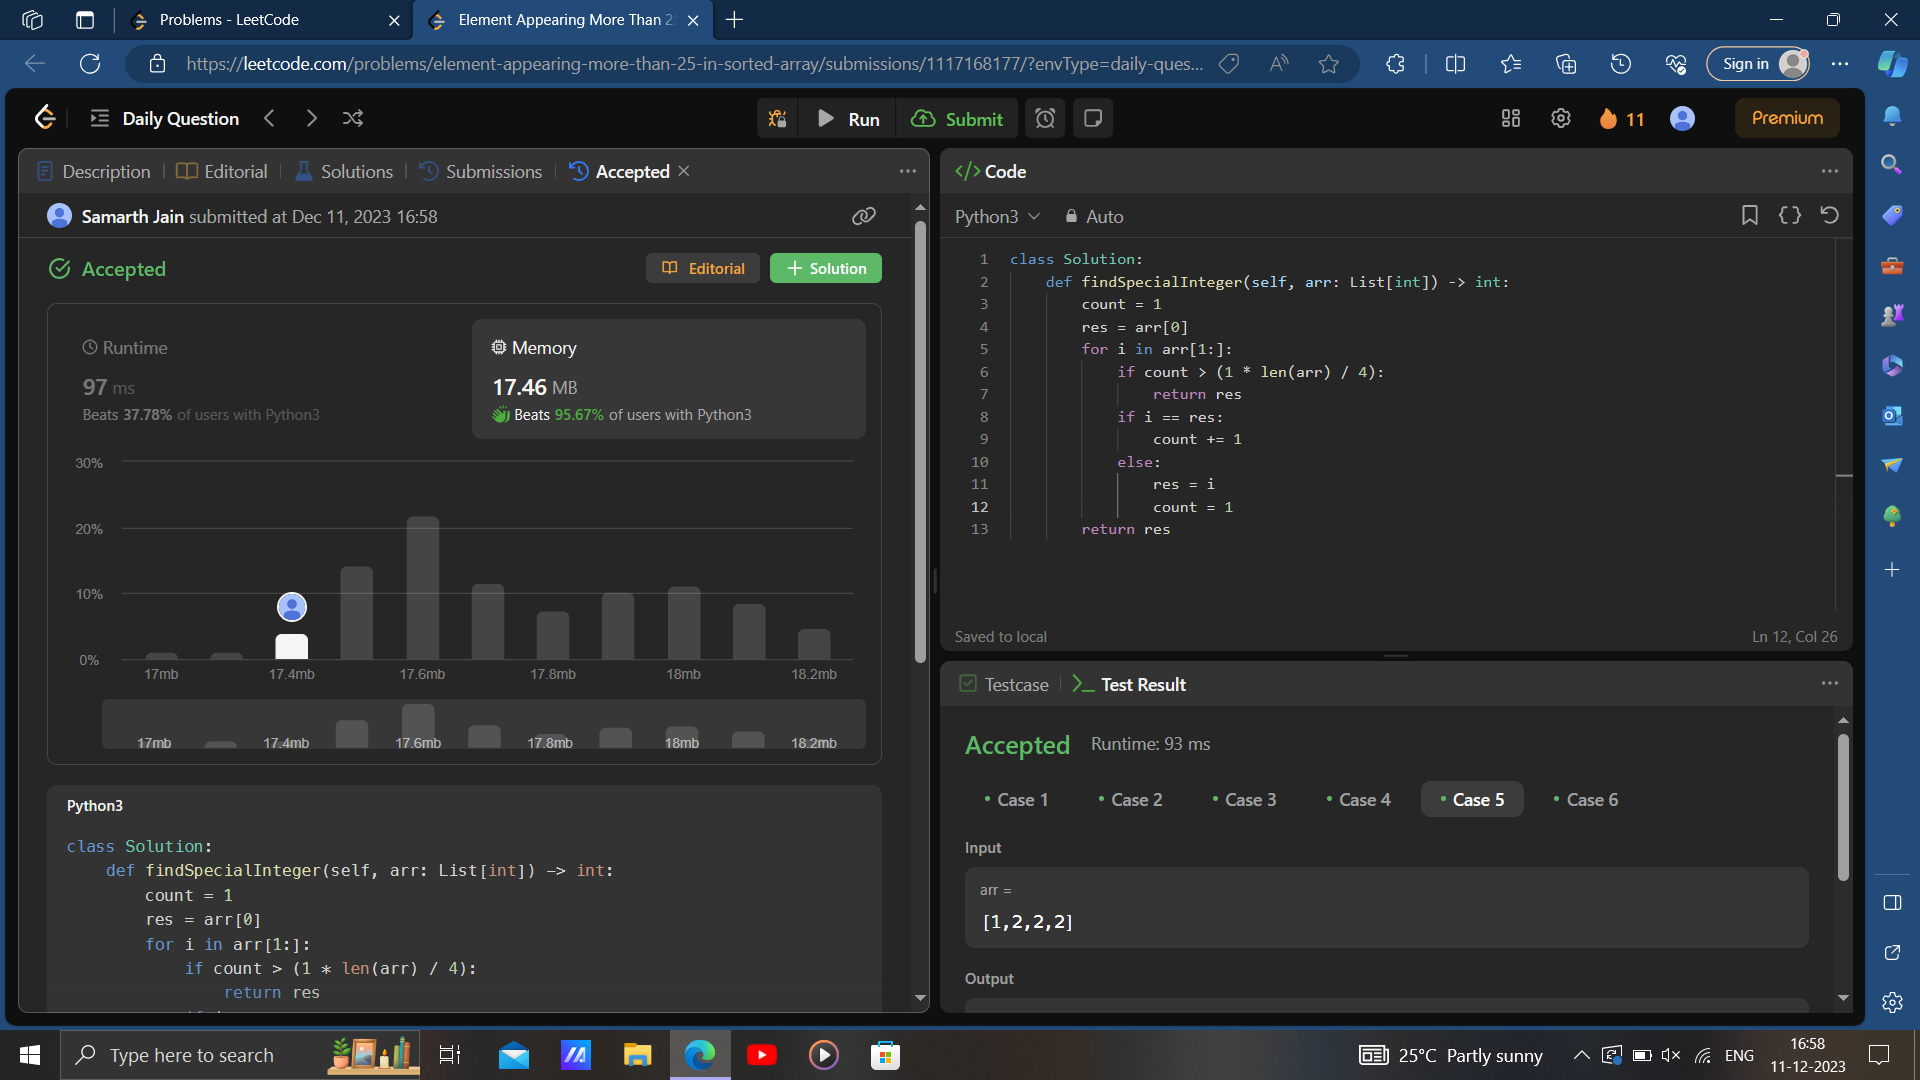 Problems - LeetCode
Element Appearing More Than 2
https://leetcode.com/problems/element-appearing-more-than-25-in-sorted-array/submissions/1117168177/?envType=daily-ques...
Sign in
Daily Question
Run
Submit
11
Premium
Description
Editorial
Solutions
Submissions
Accepted
Samarth Jain submitted at Dec 11, 2023 16:58
Accepted
Editorial
Solution
Runtime
97 ms
Beats 37.78% of users with Python3
Memory
17.46 MB
Beats 95.67% of users with Python3
30%
20%
10%
0%
17mb 17.4mb 17.6mb 17.8mb 18mb 18.2mb
17mb 17.4mb 17.6mb 17.8mb 18mb 18.2mb
Python3
class Solution:
    def findSpecialInteger(self, arr: List[int]) -> int:
        count = 1
        res = arr[0]
        for i in arr[1:]:
            if count > (1 * len(arr) / 4):
                return res
</> Code
Python3
Auto
1 class Solution:
2     def findSpecialInteger(self, arr: List[int]) -> int:
3         count = 1
4         res = arr[0]
5         for i in arr[1:]:
6             if count > (1 * len(arr) / 4):
7                 return res
8             if i == res:
9                 count += 1
10             else:
11                 res = i
12                 count = 1
13         return res
Saved to local
Ln 12, Col 26
Testcase
Test Result
Accepted
Runtime: 93 ms
Case 1
Case 2
Case 3
Case 4
Case 5
Case 6
Input
arr =
[1,2,2,2]
Output
Type here to search
25°C Partly sunny
ENG
16:58
11-12-2023